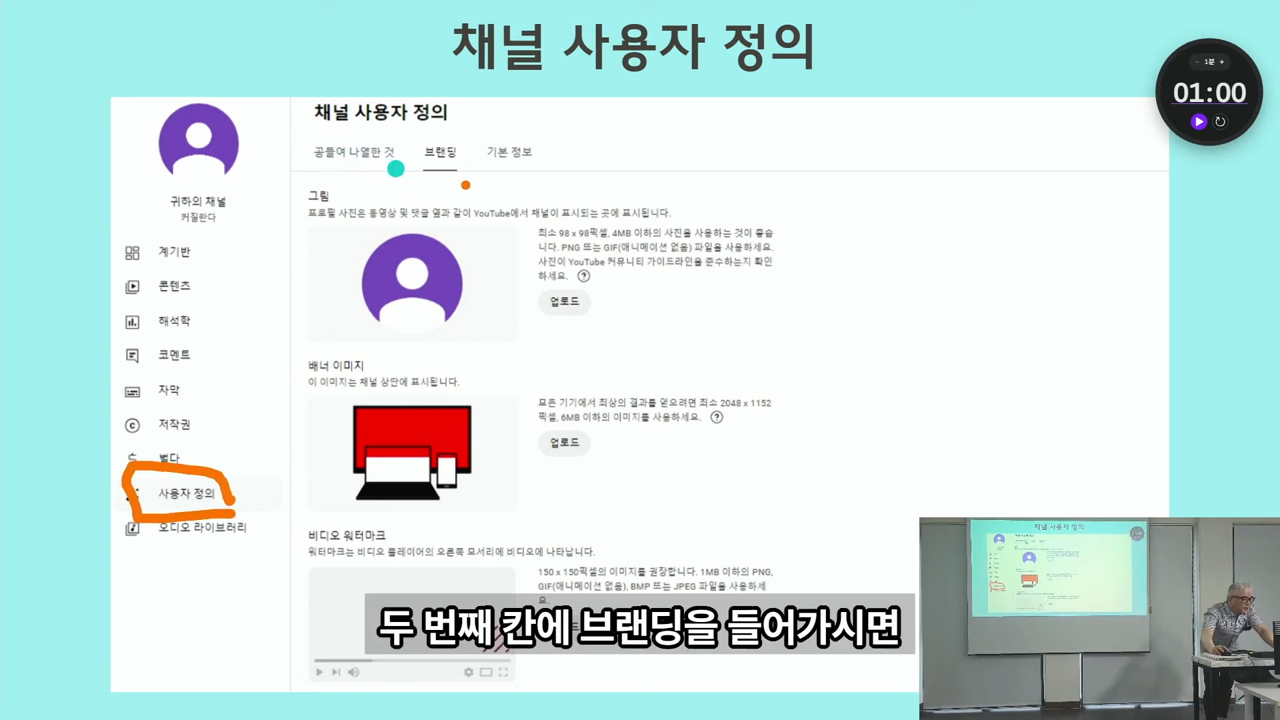 채널 사용자 정의
1분
01:00
채널 사용자 정의
공들여 나열한 것
브랜딩
기본 정보
귀하의 채널
커질란다
계기반
콘텐츠
해석학
코멘트
자막
저작권
벌다
사용자 정의
오디오 라이브러리
그림
프로필 사진은 동영상 및 댓글 옆과 같이 YouTube에서 채널이 표시되는 곳에 표시됩니다.
최소 98 x 98픽셀, 4MB 이하의 사진을 사용하는 것이 좋습
니다. PNG 또는 GIF(애니메이션 없음) 파일을 사용하세요.
사진이 YouTube 커뮤니티 가이드라인을 준수하는지 확인
하세요.
업로드
배너 이미지
이 이미지는 채널 상단에 표시됩니다.
모든 기기에서 최상의 결과를 얻으려면 최소 2048 x 1152
픽셀, 6MB 이하의 이미지를 사용하세요.
업로드
비디오 워터마크
워터마크는 비디오 플레이어의 오른쪽 모서리에 비디오에 나타납니다.
150 x 150픽셀의 이미지를 권장합니다. 1MB 이하의 PNG,
GIF(애니메이션 없음), BMP 또는 JPEG 파일을 사용하세
요
두 번째 칸에 브랜딩을 들어가시면
채널 사용자 정의